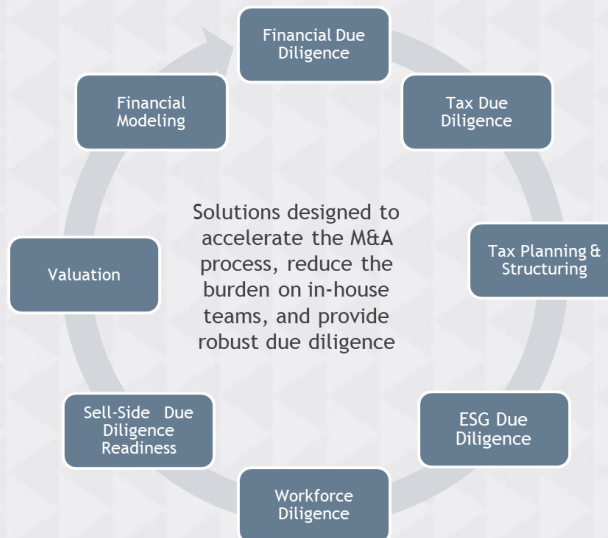 Financial Due
Diligence
Tax Due
Diligence
Tax Planning &
Structuring
ESG Due
Diligence
Workforce
Diligence
Sell-Side Due
Diligence
Readiness
Valuation
Financial
Modeling
Solutions designed to
accelerate the M&A
process, reduce the
burden on in-house
teams, and provide
robust due diligence